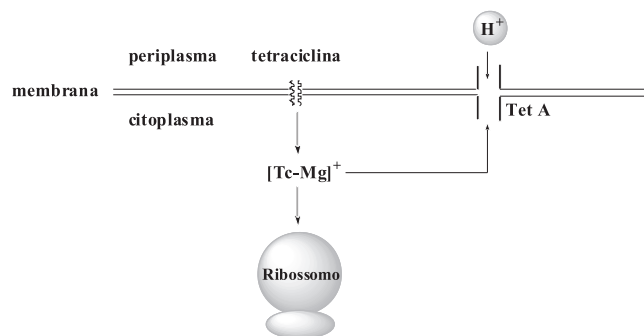 H+
periplasma tetraciclina
membrana
citoplasma
Tet A
[Tc-Mg]+
Ribossomo